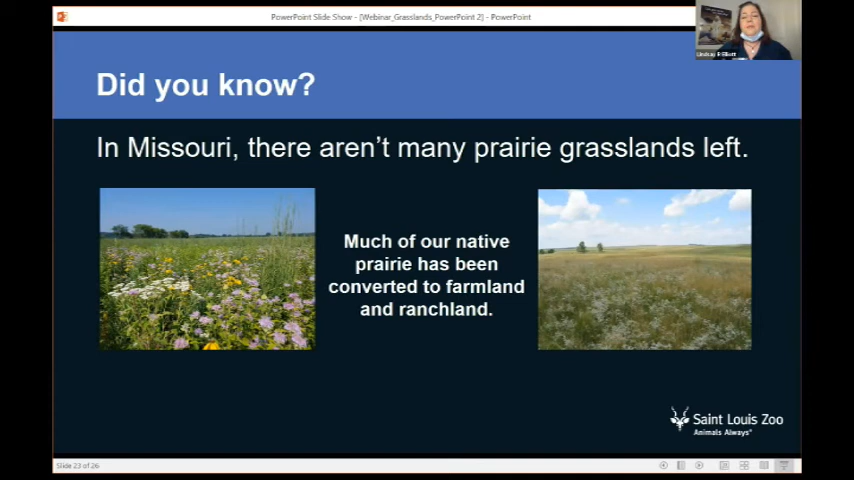 PowerPoint Slide Show - [Webinar_Grasslands_PowerPoint 2] - PowerPoint
Lindsay P Elliott
Did you know?
In Missouri, there aren’t many prairie grasslands left.
Much of our native
prairie has been
converted to farmland
and ranchland.
Saint Louis Zoo
Animals Always®
Slide 23 of 26